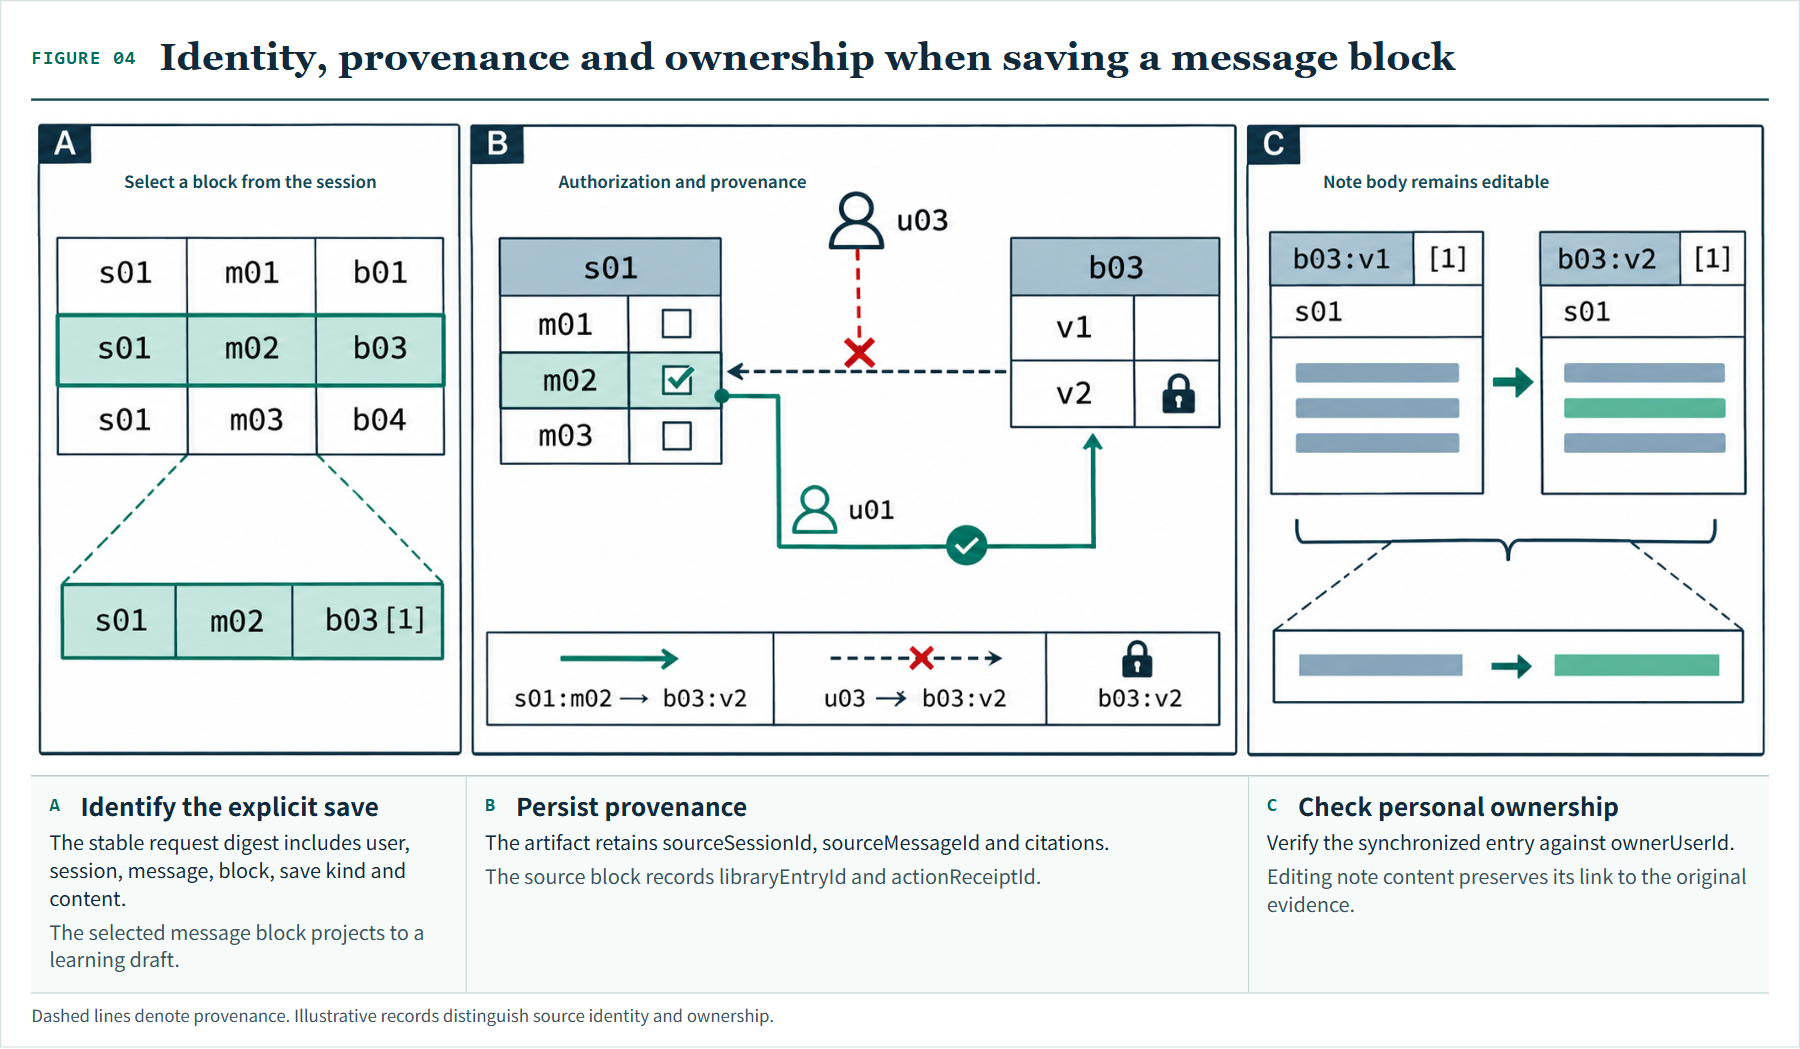 FIGURE 04 Identity, provenance and ownership when saving a message block
A
Select a block from the session
s01 m01 b01
s01 m02 b03
s01 m03 b04
s01 m02 b03[1]
B
Authorization and provenance
u03
s01
m01
m02
m03
b03
v1
v2
u01
s01:m02 → b03:v2
u03 ↛ b03:v2
b03:v2
C
Note body remains editable
b03:v1 [1]
s01
b03:v2 [1]
s01
A Identify the explicit save
The stable request digest includes user,
session, message, block, save kind and
content.
The selected message block projects to a
learning draft.
B Persist provenance
The artifact retains sourceSessionId, sourceMessageId and citations.
The source block records libraryEntryId and actionReceiptId.
C Check personal ownership
Verify the synchronized entry against ownerUserId.
Editing note content preserves its link to the original
evidence.
Dashed lines denote provenance. Illustrative records distinguish source identity and ownership.